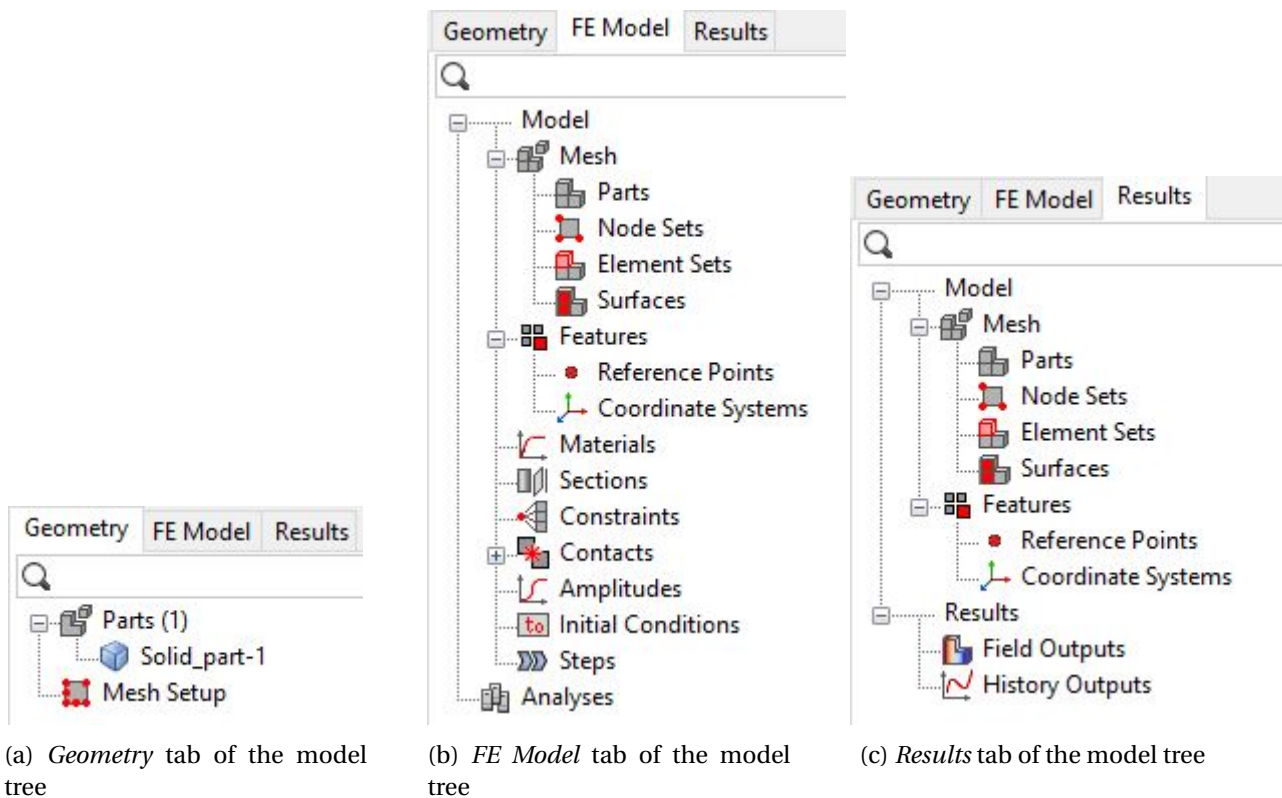 Geometry FE Model Results
Parts (1)
Solid_part-1
Mesh Setup
(a) Geometry tab of the model
tree
Geometry FE Model Results
Model
Mesh
Parts
Node Sets
Element Sets
Surfaces
Features
Reference Points
Coordinate Systems
Materials
Sections
Constraints
Contacts
Amplitudes
to Initial Conditions
Steps
Analyses
(b) FE Model tab of the model
tree
Geometry FE Model Results
Model
Mesh
Parts
Node Sets
Element Sets
Surfaces
Features
Reference Points
Coordinate Systems
Results
Field Outputs
History Outputs
(c) Results tab of the model tree